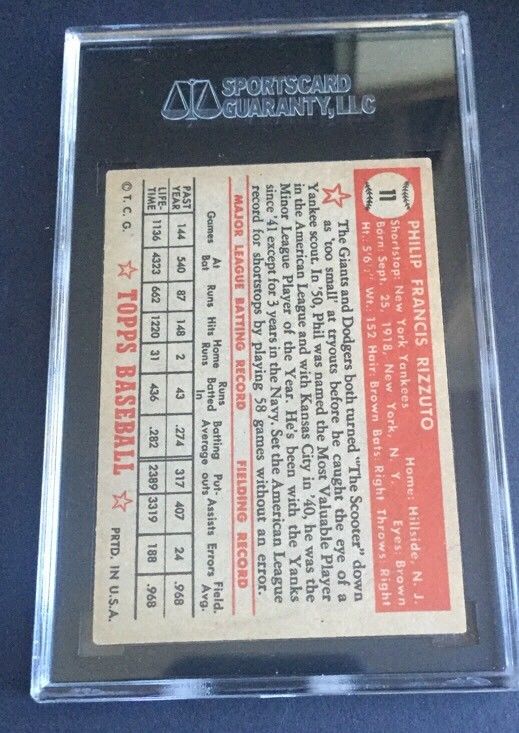 SPORTSCARD
GUARANTY, LLC
11
PHILIP FRANCIS RIZZUTO
Shortstop: New York Yankees Home: Hillside, N. J.
Born: Sept. 25, 1918, New York, N. Y. Eyes: Brown
Ht.: 5'6½" Wt.: 152 Hair: Brown Bats: Right Throws: Right
The Giants and Dodgers both turned "The Scooter" down
as 'too small' at tryouts before he caught the eye of a
Yankee scout. In '50, Phil was named the Most Valuable Player
in the American League and with Kansas City in '40, he was the
Minor League Player of the Year. He's been with the Yanks
since '41 except for 3 years in the Navy. Set the American League
record for shortstops by playing 58 games without an error.
MAJOR LEAGUE BATTING RECORD FIELDING RECORD
Games At Bat Runs Hits Home Runs Runs Batted In Batting Average Put-outs Assists Errors Field. Avg.
PAST YEAR 144 540 87 148 2 43 .274 317 407 24 .968
LIFE-TIME 1136 4323 662 1220 31 436 .282 2389 3319 188 .968
© T. C. G. TOPPS BASEBALL PRTD. IN U.S.A.